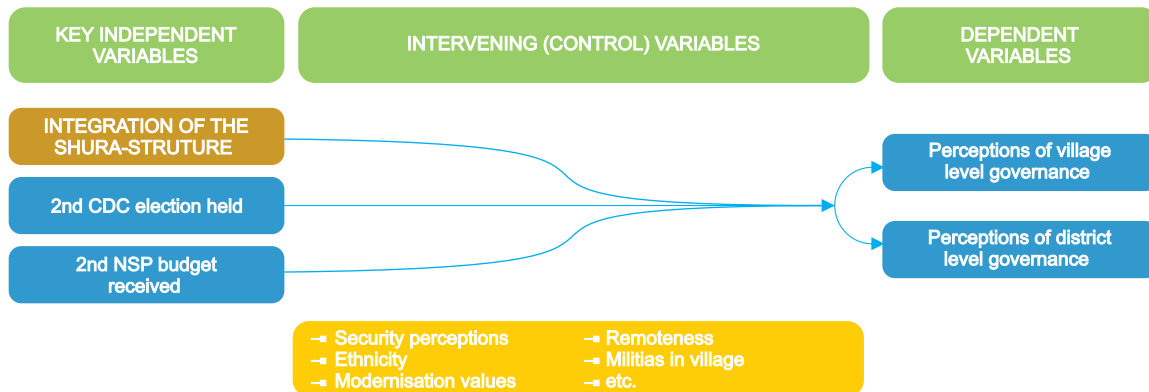 KEY INDEPENDENT
VARIABLES
INTERVENING (CONTROL) VARIABLES
DEPENDENT
VARIABLES
INTEGRATION OF THE
SHURA-STRUTURE
2nd CDC election held
2nd NSP budget
received
Perceptions of village
level governance
Perceptions of district
level governance
Security perceptions
Ethnicity
Modernisation values
Remoteness
Militias in village
etc.